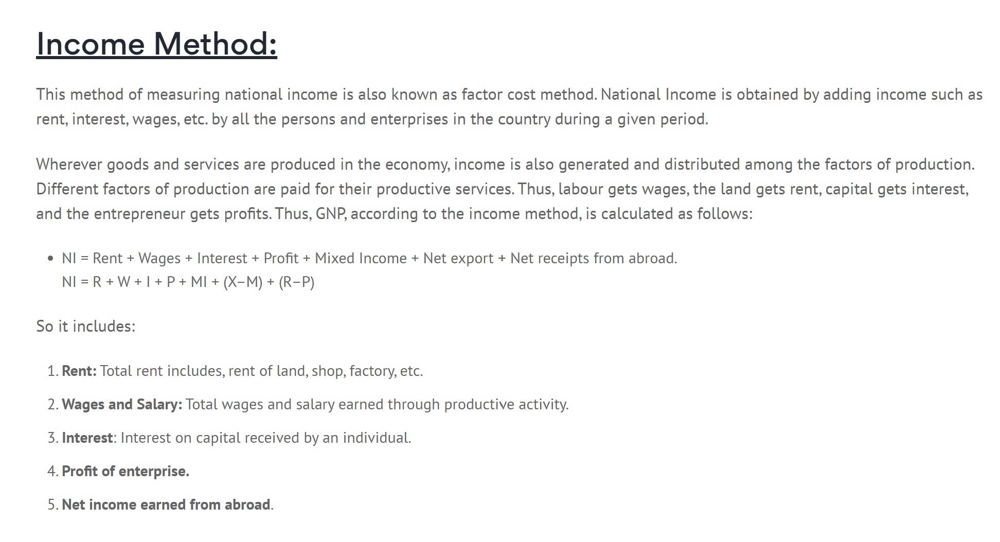 Income Method:
This method of measuring national income is also known as factor cost method. National Income is obtained by adding income such as
rent, interest, wages, etc. by all the persons and enterprises in the country during a given period.
Wherever goods and services are produced in the economy, income is also generated and distributed among the factors of production.
Different factors of production are paid for their productive services. Thus, labour gets wages, the land gets rent, capital gets interest,
and the entrepreneur gets profits. Thus, GNP, according to the income method, is calculated as follows:
• NI = Rent + Wages + Interest + Profit + Mixed Income + Net export + Net receipts from abroad.
NI = R + W + I + P + MI + (X–M) + (R–P)
So it includes:
1. Rent: Total rent includes, rent of land, shop, factory, etc.
2. Wages and Salary: Total wages and salary earned through productive activity.
3. Interest: Interest on capital received by an individual.
4. Profit of enterprise.
5. Net income earned from abroad.